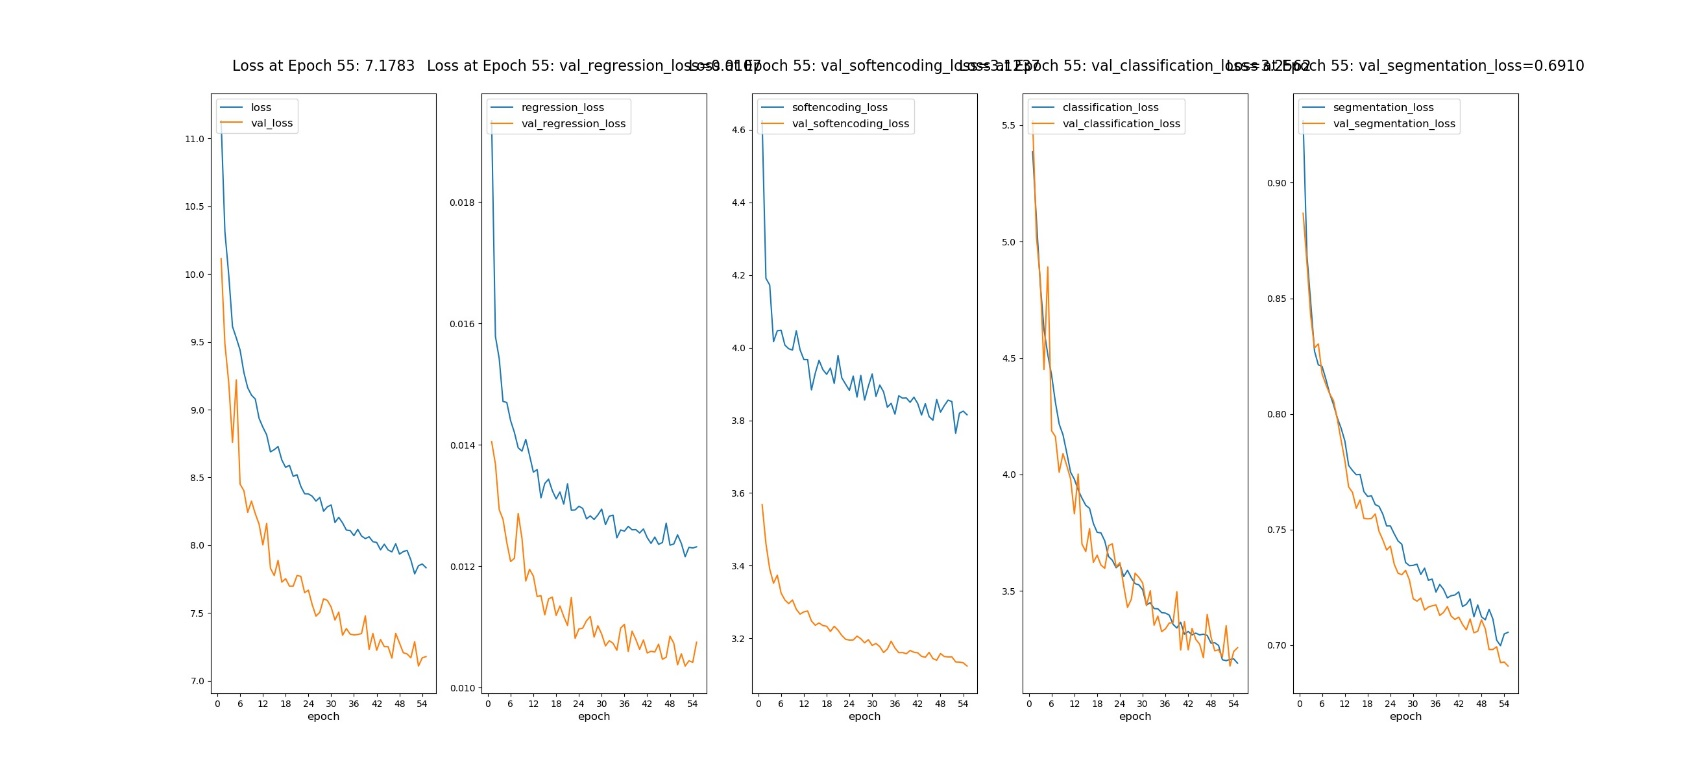 Loss at Epoch 55: 7.1783
Loss at Epoch 55: val_regression_loss=0.0107
Loss at Epoch 55: val_softencoding_loss=3.1237
Loss at Epoch 55: val_classification_loss=3.2562
Loss at Epoch 55: val_segmentation_loss=0.6910
loss
val_loss
11.0
10.5
10.0
9.5
9.0
8.5
8.0
7.5
7.0
0 6 12 18 24 30 36 42 48 54
epoch
regression_loss
val_regression_loss
0.018
0.016
0.014
0.012
0.010
0 6 12 18 24 30 36 42 48 54
epoch
softencoding_loss
val_softencoding_loss
4.6
4.4
4.2
4.0
3.8
3.6
3.4
3.2
0 6 12 18 24 30 36 42 48 54
epoch
classification_loss
val_classification_loss
5.5
5.0
4.5
4.0
3.5
0 6 12 18 24 30 36 42 48 54
epoch
segmentation_loss
val_segmentation_loss
0.90
0.85
0.80
0.75
0.70
0 6 12 18 24 30 36 42 48 54
epoch